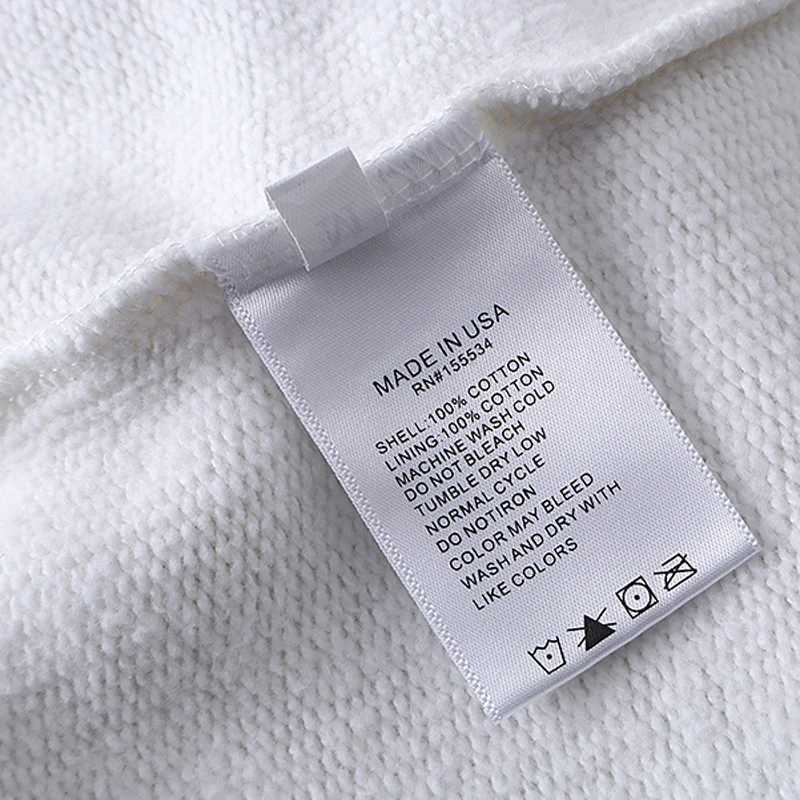 MADE IN USA
RN#155534
SHELL:100% COTTON
LINING:100% COTTON
MACHINE WASH COLD
DO NOT BLEACH
TUMBLE DRY LOW
NORMAL CYCLE
DO NOTIRON
COLOR MAY BLEED
WASH AND DRY WITH
LIKE COLORS